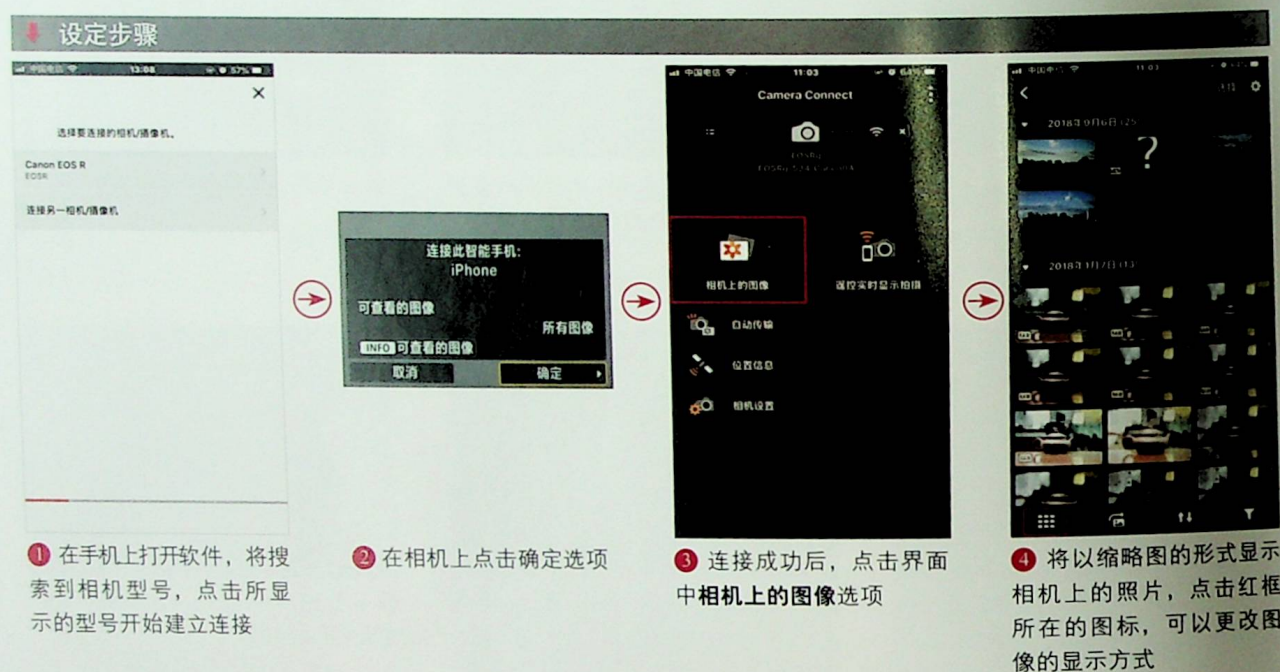 设定步骤
中国电信
13:08
57%
选择要连接的相机/摄像机。
Canon EOS R
EOSR
连接另一相机/摄像机
❶ 在手机上打开软件，将搜
索到相机型号，点击所显
示的型号开始建立连接
连接此智能手机:
iPhone
可查看的图像
所有图像
INFO 可查看的图像
取消
确定
❷ 在相机上点击确定选项
中国电信
11:03
64%
Camera Connect
相机上的图像
遥控实时显示拍摄
自动传输
位置信息
相机设置
❸ 连接成功后，点击界面
中相机上的图像选项
中国电信
11:03
2018年9月6日 (25)
?
❹ 将以缩略图的形式显示
相机上的照片，点击红框
所在的图标，可以更改图
像的显示方式